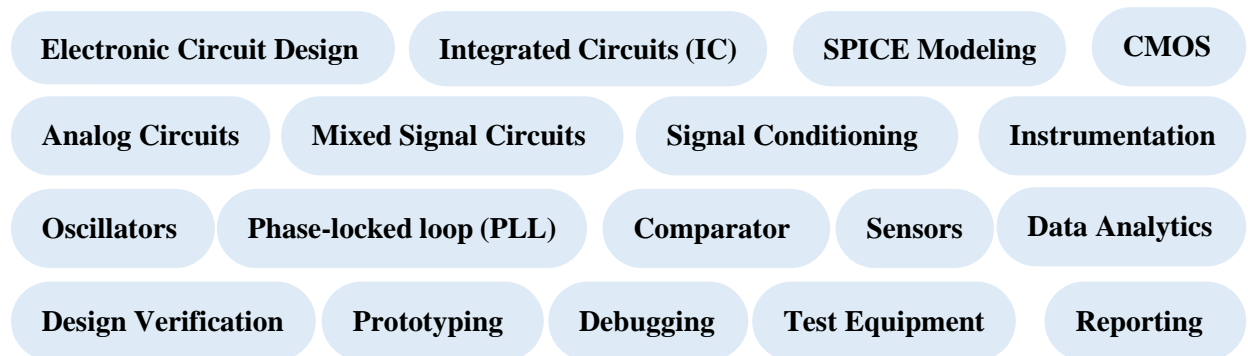 Electronic Circuit Design Integrated Circuits (IC) SPICE Modeling CMOS
Analog Circuits Mixed Signal Circuits Signal Conditioning Instrumentation
Oscillators Phase-locked loop (PLL) Comparator Sensors Data Analytics
Design Verification Prototyping Debugging Test Equipment Reporting